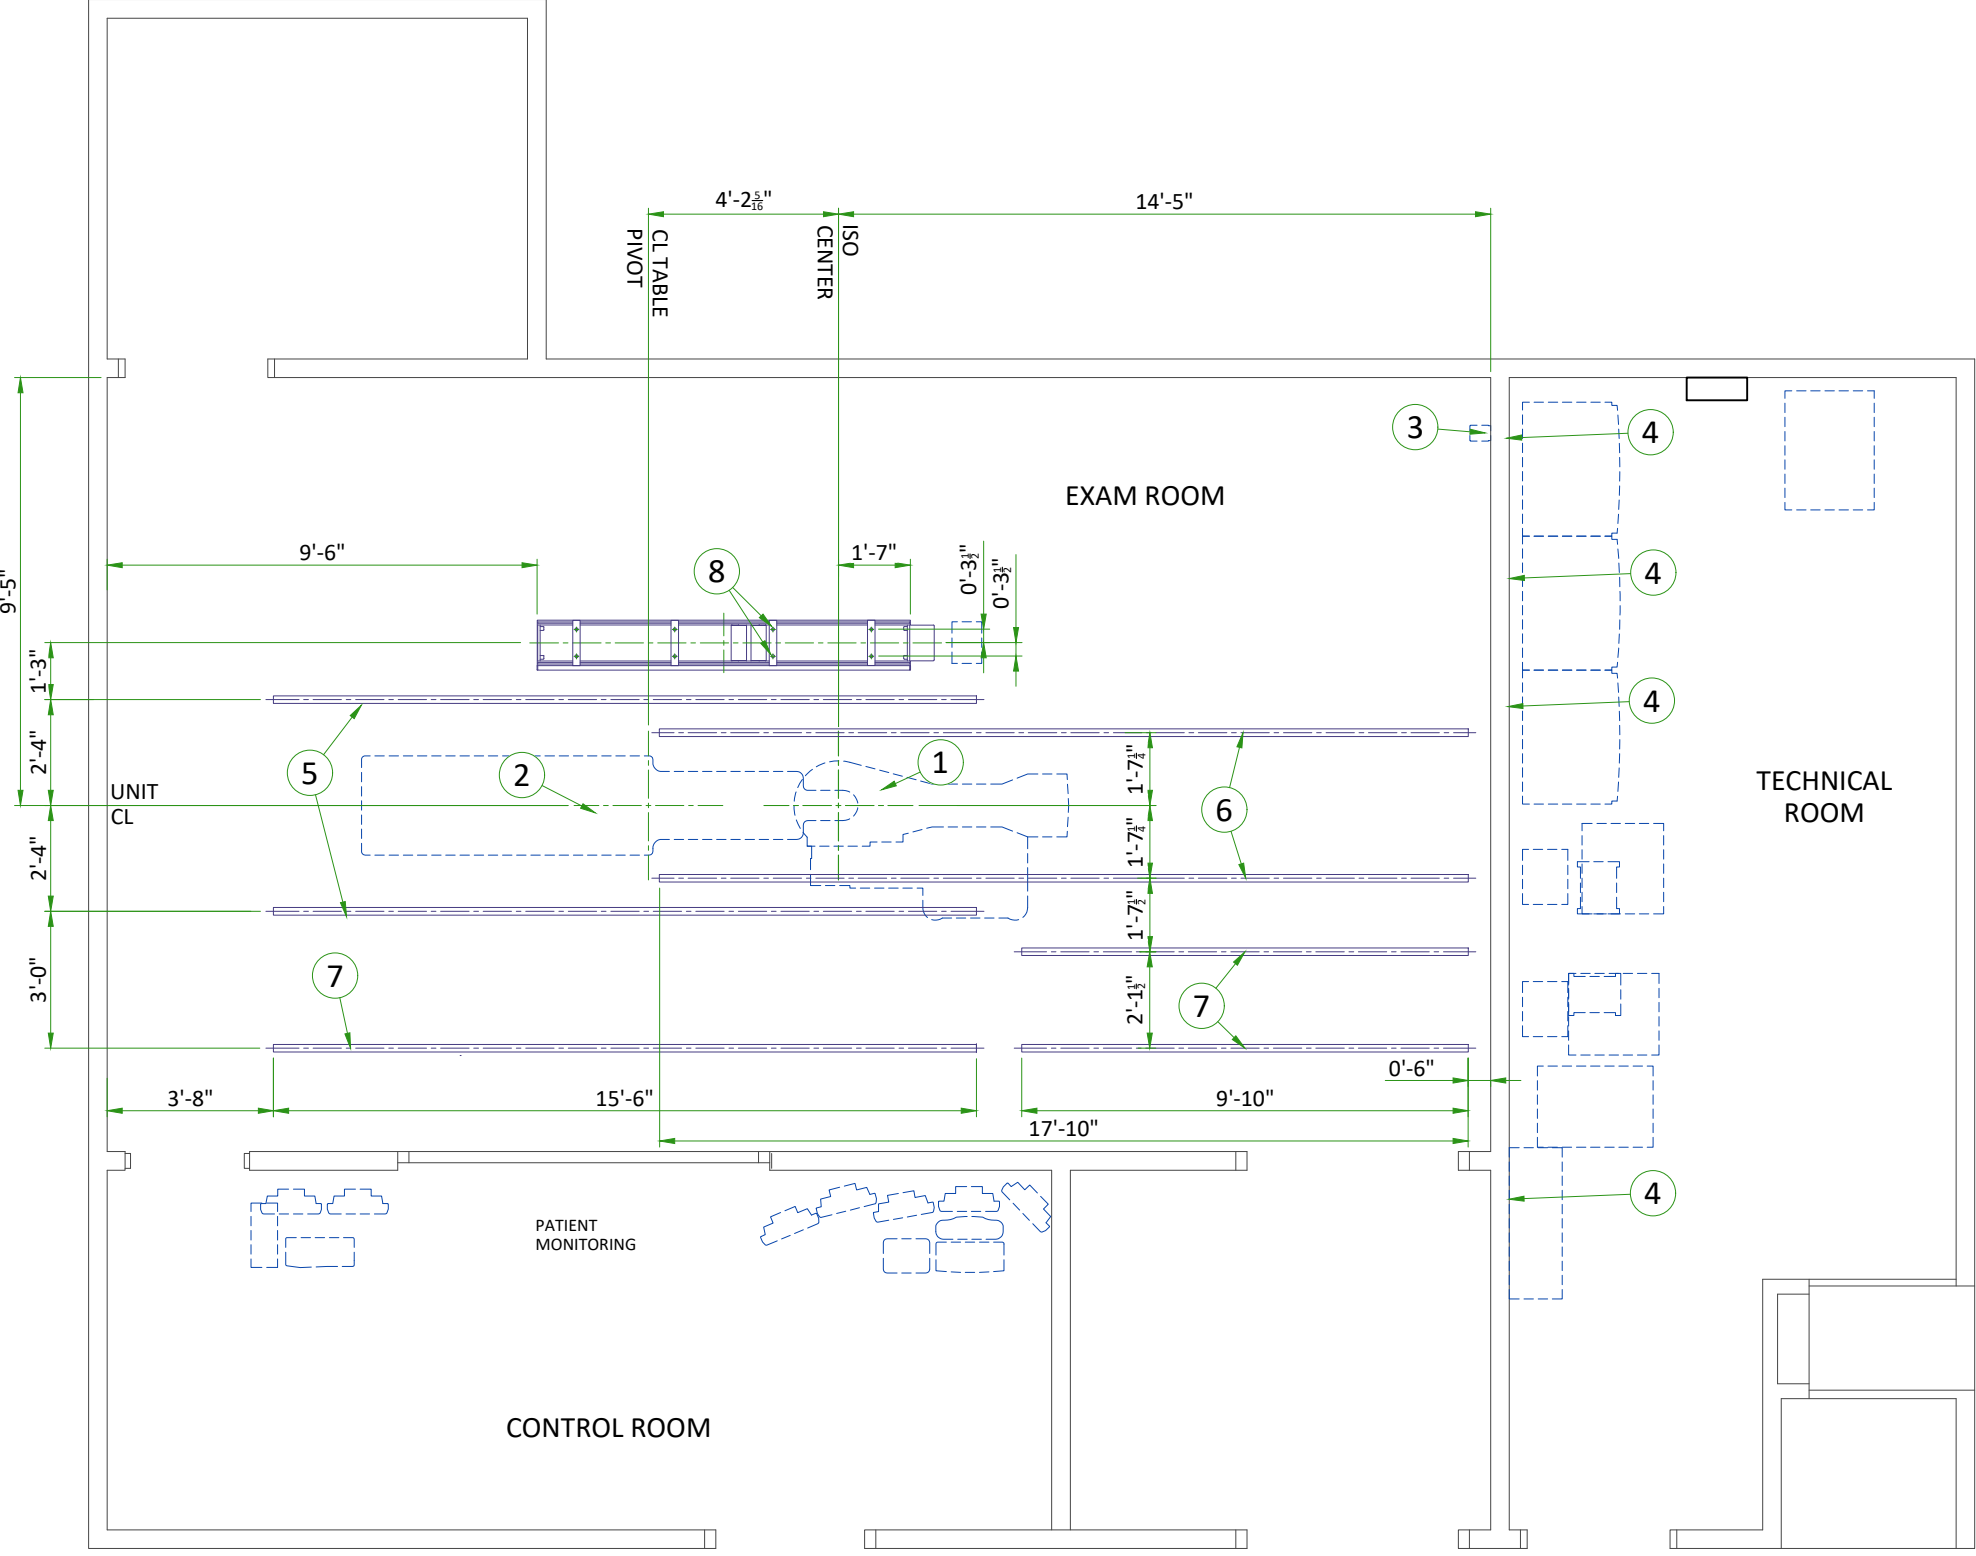 4'-2 5/16"
14'-5"
CL TABLE
PIVOT
ISO
CENTER
3
4
EXAM ROOM
9'-6"
8
1'-7"
0'-3 1/2"
0'-3 1/2"
4
9'-5"
1'-3"
2'-4"
5
2
1
1'-7 1/4"
4
UNIT
CL
6
TECHNICAL
ROOM
2'-4"
1'-7 1/4"
1'-7 1/2"
3'-0"
7
2'-1 1/2"
7
0'-6"
3'-8"
15'-6"
9'-10"
17'-10"
4
PATIENT
MONITORING
CONTROL ROOM